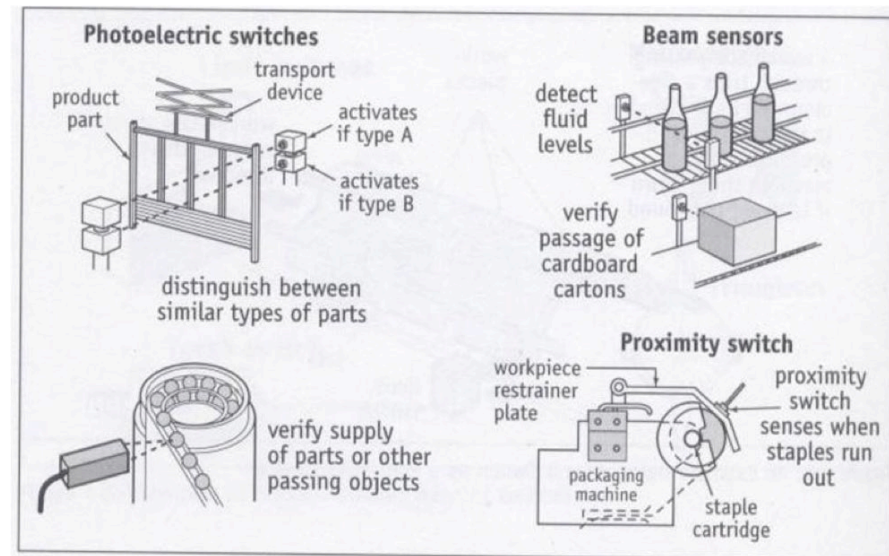 Photoelectric switches
product
part
transport
device
activates
if type A
activates
if type B
distinguish between
similar types of parts
verify supply
of parts or other
passing objects
Beam sensors
detect
fluid
levels
verify
passage of
cardboard
cartons
Proximity switch
workpiece
restrainer
plate
proximity
switch
senses when
staples run
out
packaging
machine
staple
cartridge